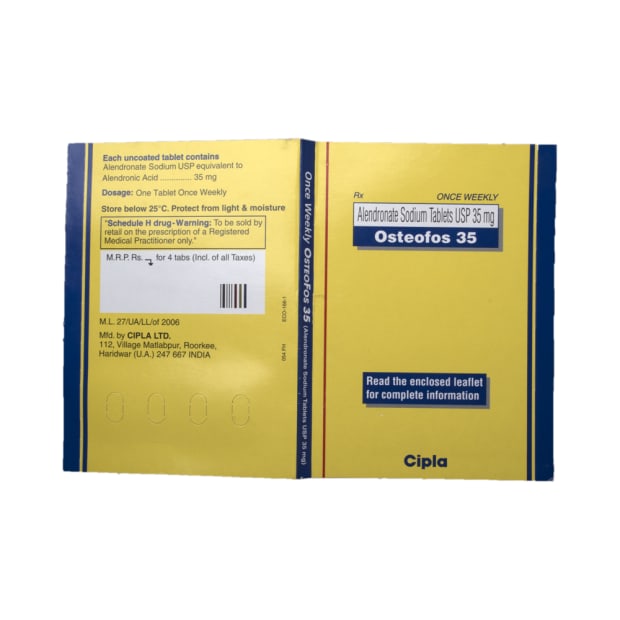 Each uncoated tablet contains
Alendronate Sodium USP equivalent to
Alendronic Acid .............. 35 mg
Dosage: One Tablet Once Weekly
Store below 25°C. Protect from light & moisture
"Schedule H drug-Warning: To be sold by
retail on the prescription of a Registered
Medical Practitioner only."
M.R.P. Rs. for 4 tabs (Incl. of all Taxes)
M.L. 27/UA/LL/of 2006
Mfd. by CIPLA LTD.
112, Village Matlabpur, Roorkee,
Haridwar (U.A.) 247 667 INDIA
Once Weekly OSTEOFOS 35 (Alendronate Sodium Tablets USP 35 mg)
Rx ONCE WEEKLY
Alendronate Sodium Tablets USP 35 mg
Osteofos 35
Read the enclosed leaflet
for complete information
Cipla